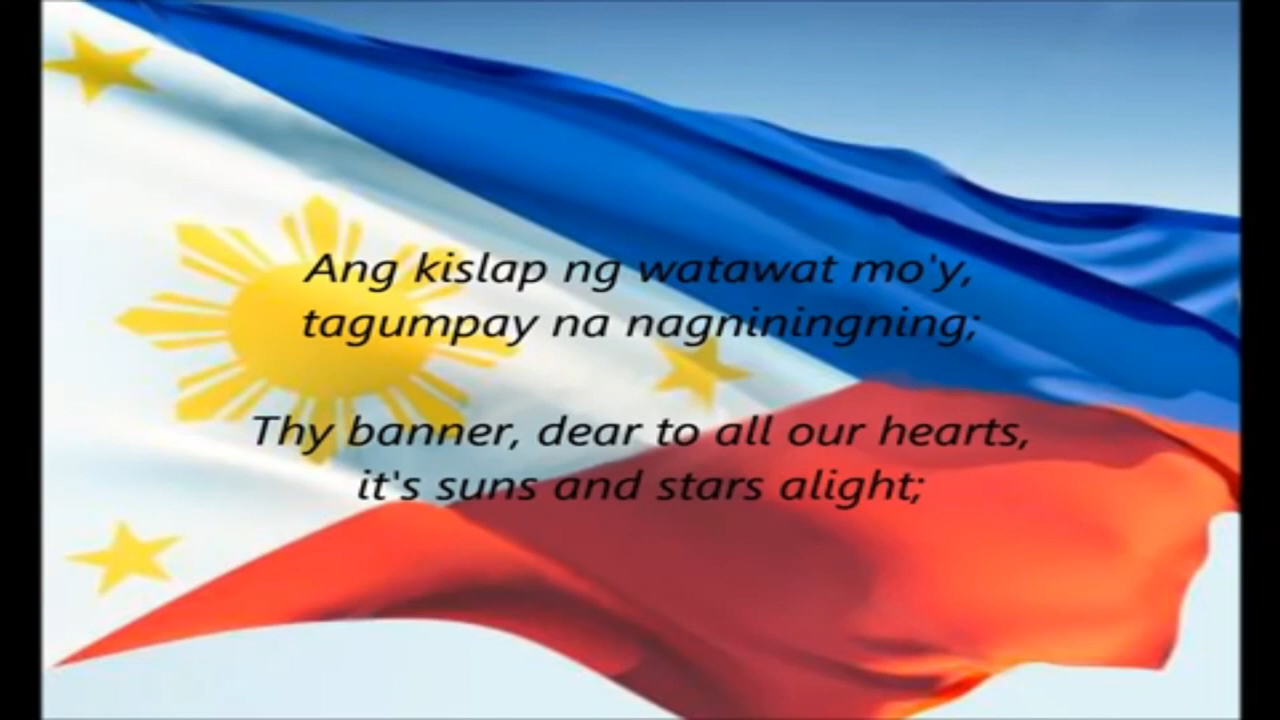 Ang kislap ng watawat mo'y,
tagumpay na nagniningning;
Thy banner, dear to all our hearts,
it's suns and stars alight;